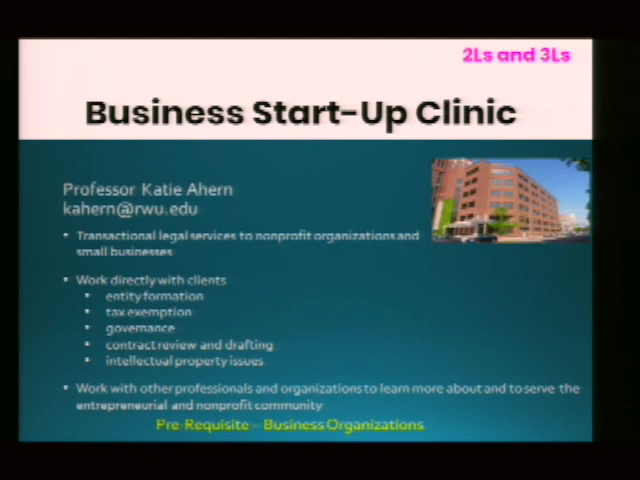 2Ls and 3Ls
Business Start-Up Clinic
Professor Katie Ahern
kahern@rwu.edu
• Transactional legal services to nonprofit organizations and
small businesses
• Work directly with clients
• entity formation
• tax exemption
• governance
• contract review and drafting
• intellectual property issues
• Work with other professionals and organizations to learn more about and to serve the
entrepreneurial and nonprofit community
Pre-Requisite – Business Organizations